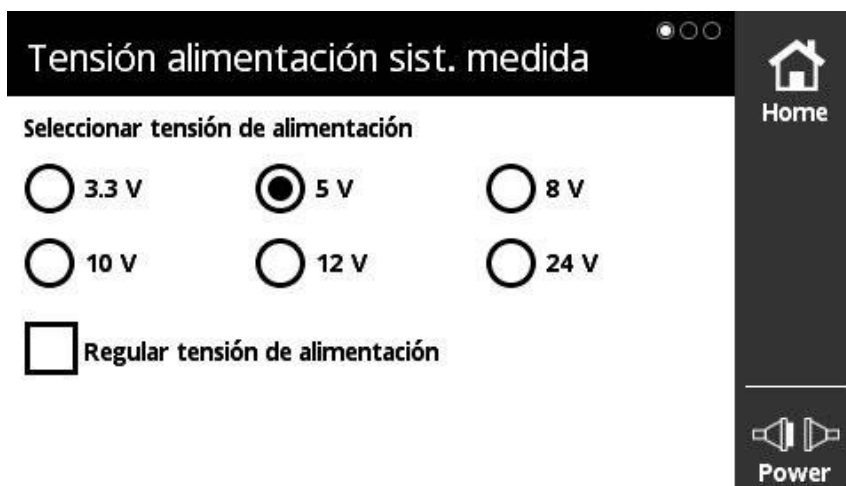 Tensión alimentación sist. medida
Home
Seleccionar tensión de alimentación
3.3 V 5 V 8 V
10 V 12 V 24 V
Regular tensión de alimentación
Power